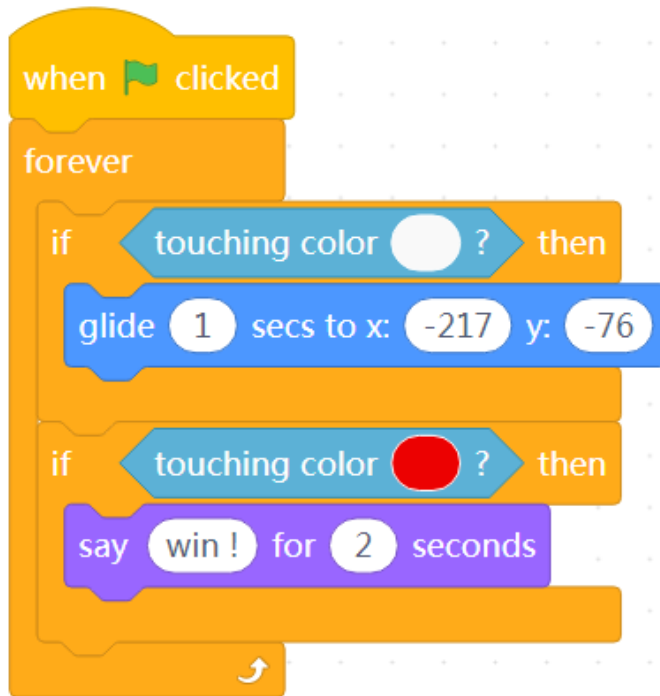 when clicked
forever
if touching color ? then
glide 1 secs to x: -217 y: -76
if touching color ? then
say win ! for 2 seconds